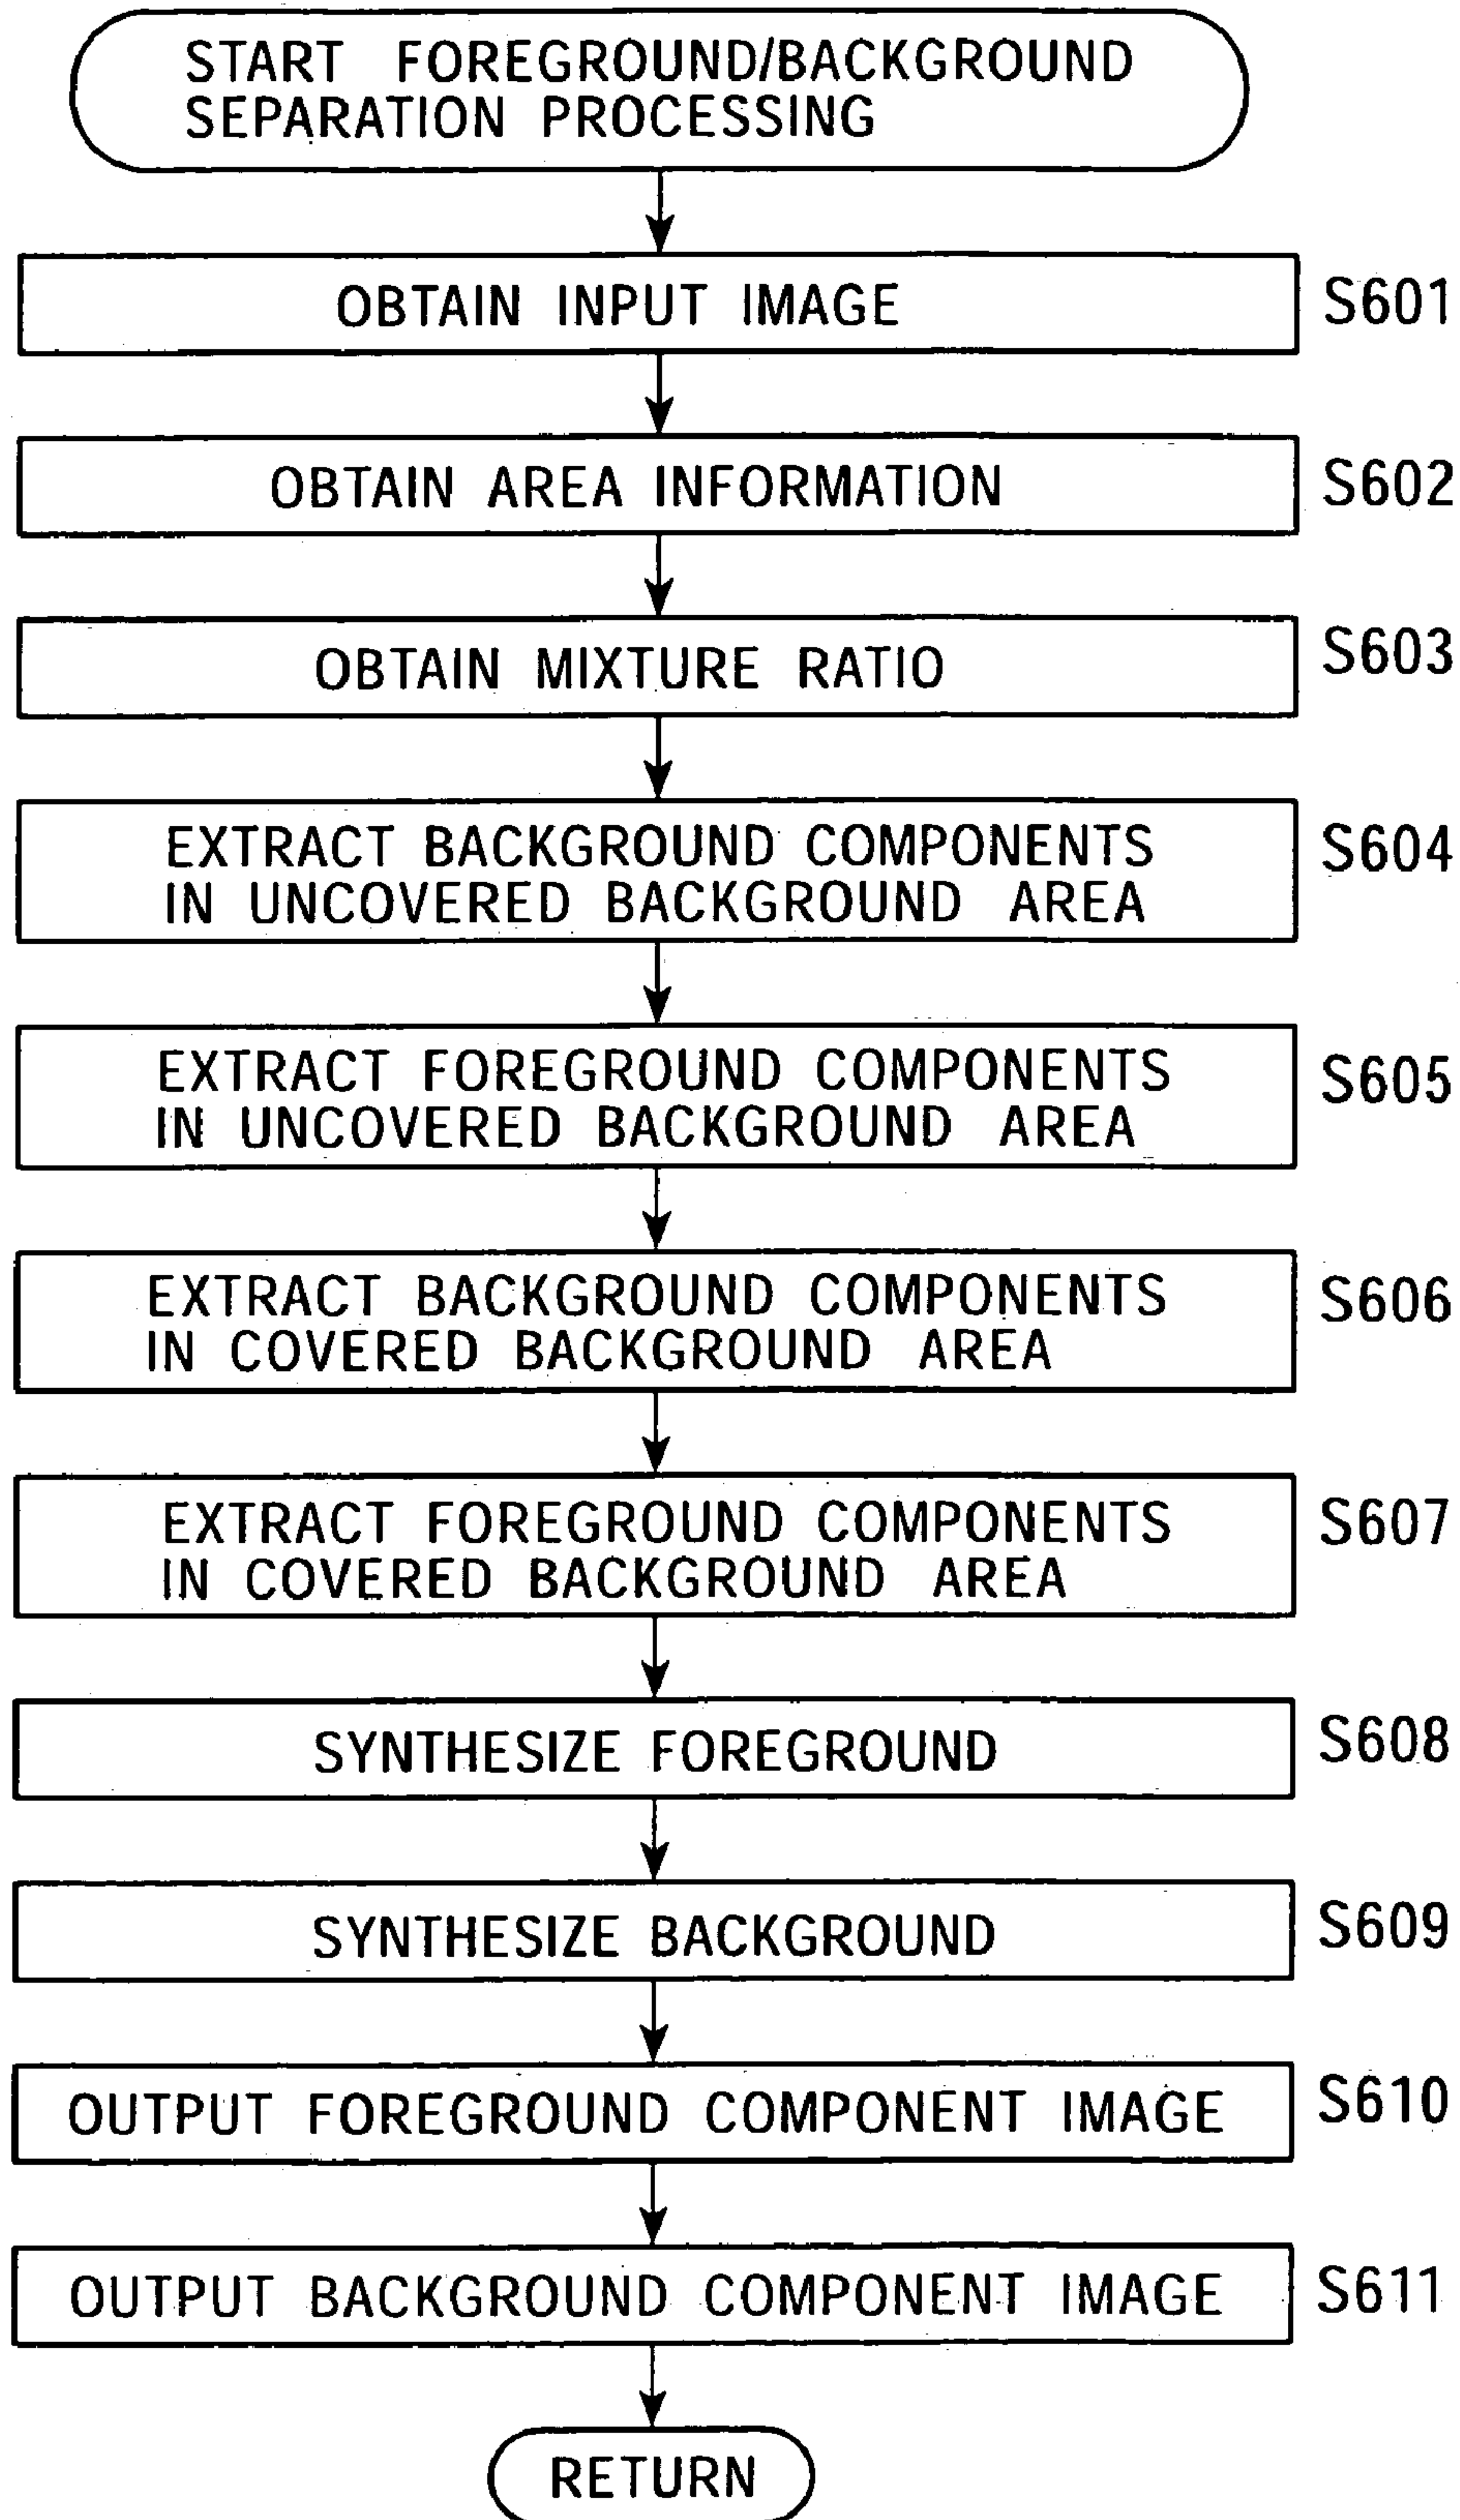 START FOREGROUND/BACKGROUND
SEPARATION PROCESSING
OBTAIN INPUT IMAGE
S601
OBTAIN AREA INFORMATION
S602
OBTAIN MIXTURE RATIO
S603
EXTRACT BACKGROUND COMPONENTS
IN UNCOVERED BACKGROUND AREA
S604
EXTRACT FOREGROUND COMPONENTS
IN UNCOVERED BACKGROUND AREA
S605
EXTRACT BACKGROUND COMPONENTS
IN COVERED BACKGROUND AREA
S606
EXTRACT FOREGROUND COMPONENTS
IN COVERED BACKGROUND AREA
S607
SYNTHESIZE FOREGROUND
S608
SYNTHESIZE BACKGROUND
S609
OUTPUT FOREGROUND COMPONENT IMAGE
S610
OUTPUT BACKGROUND COMPONENT IMAGE
S611
RETURN